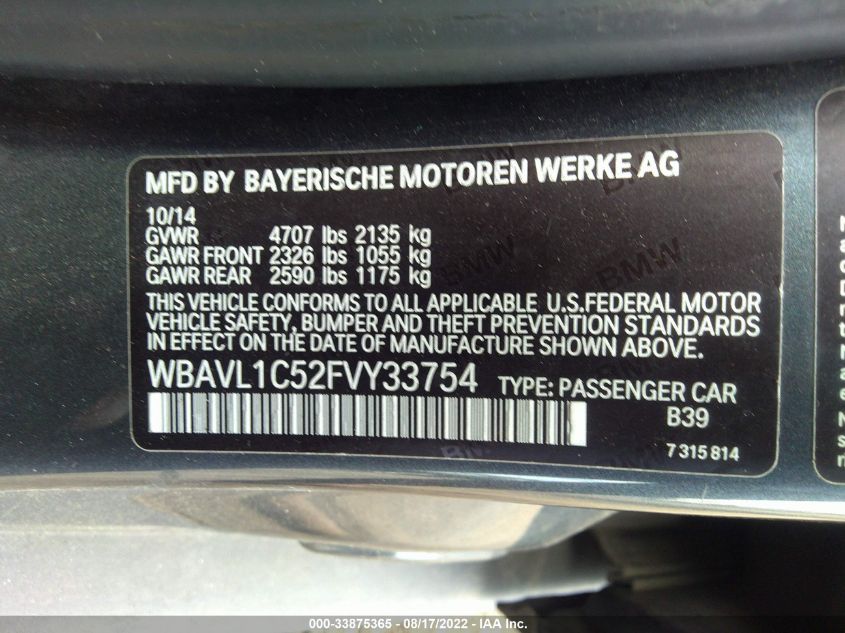 MFD BY BAYERISCHE MOTOREN WERKE AG
10/14
GVWR 4707 lbs 2135 kg
GAWR FRONT 2326 lbs 1055 kg
GAWR REAR 2590 lbs 1175 kg
THIS VEHICLE CONFORMS TO ALL APPLICABLE U.S.FEDERAL MOTOR
VEHICLE SAFETY, BUMPER AND THEFT PREVENTION STANDARDS
IN EFFECT ON THE DATE OF MANUFACTURE SHOWN ABOVE.
WBAVL1C52FVY33754 TYPE: PASSENGER CAR
B39
7 315 814
000-33875365 - 08/17/2022 - IAA, Inc.